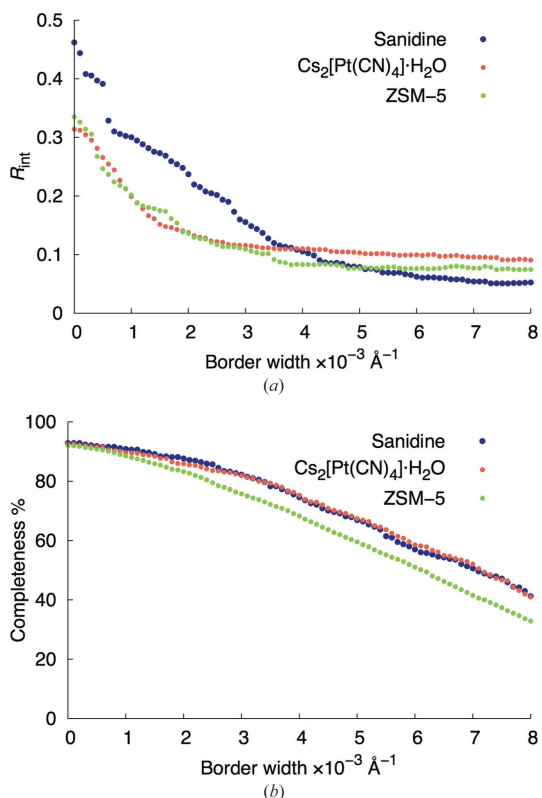 0.5
Sanidine
Cs₂[Pt(CN)₄]·H₂O
ZSM–5
0.4
0.3
R_int
0.2
0.1
0
0 1 2 3 4 5 6 7 8
Border width ×10⁻³ Å⁻¹
(a)
100
Sanidine
Cs₂[Pt(CN)₄]·H₂O
ZSM–5
80
60
Completeness %
40
20
0
0 1 2 3 4 5 6 7 8
Border width ×10⁻³ Å⁻¹
(b)